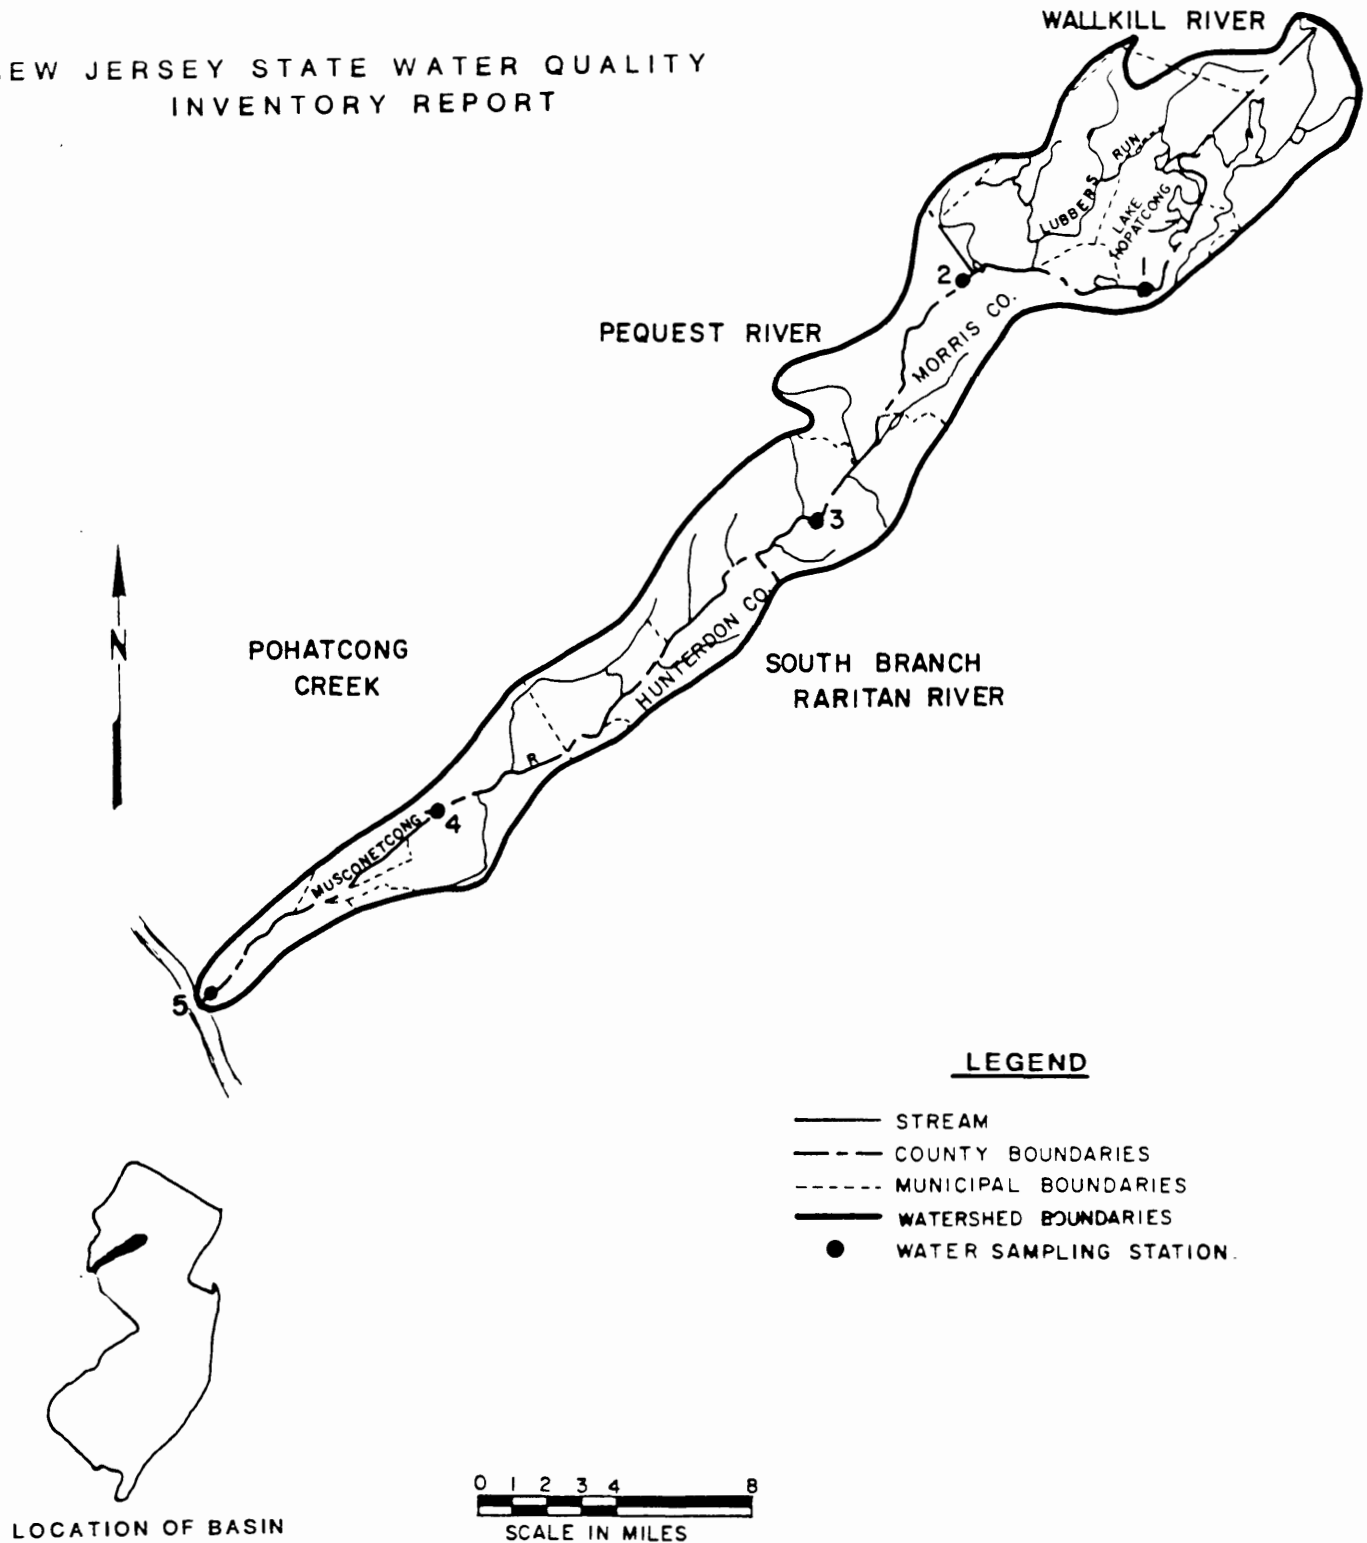 EW JERSEY STATE WATER QUALITY
INVENTORY REPORT
WALLKILL RIVER
LUBBERS RUN
LAKE
HOPATCONG
1
2
MORRIS CO.
PEQUEST RIVER
3
N
HUNTERDON CO.
POHATCONG
CREEK
SOUTH BRANCH
RARITAN RIVER
MUSCONETCONG R
4
5
LEGEND
STREAM
COUNTY BOUNDARIES
MUNICIPAL BOUNDARIES
WATERSHED BOUNDARIES
WATER SAMPLING STATION.
0 1 2 3 4 8
SCALE IN MILES
LOCATION OF BASIN